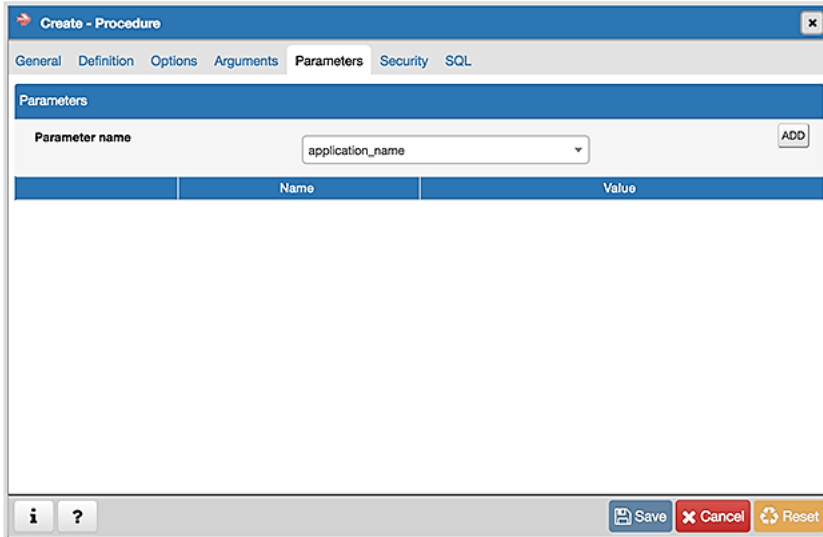 Create - Procedure
General Definition Options Arguments Parameters Security SQL
Parameters
Parameter name application_name ADD
Name Value
i ? Save Cancel Reset